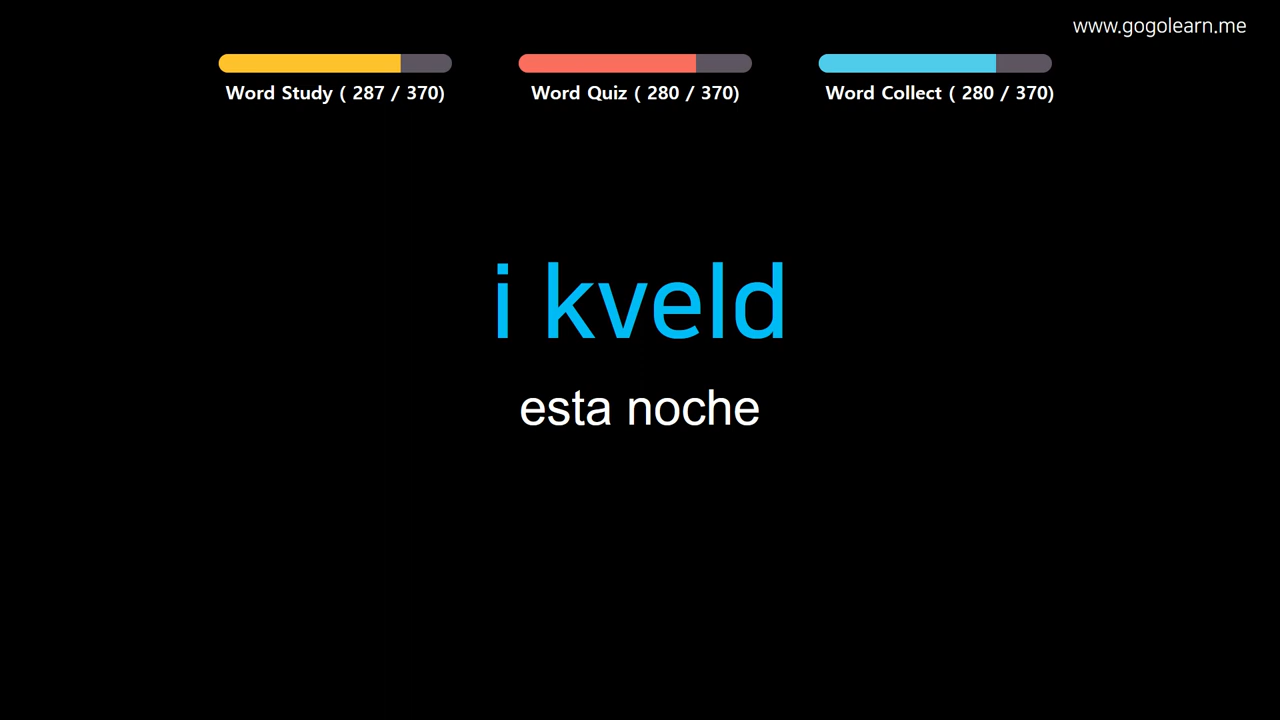 www.gogolearn.me
Word Study ( 287 / 370)
Word Quiz ( 280 / 370)
Word Collect ( 280 / 370)
i kveld
esta noche